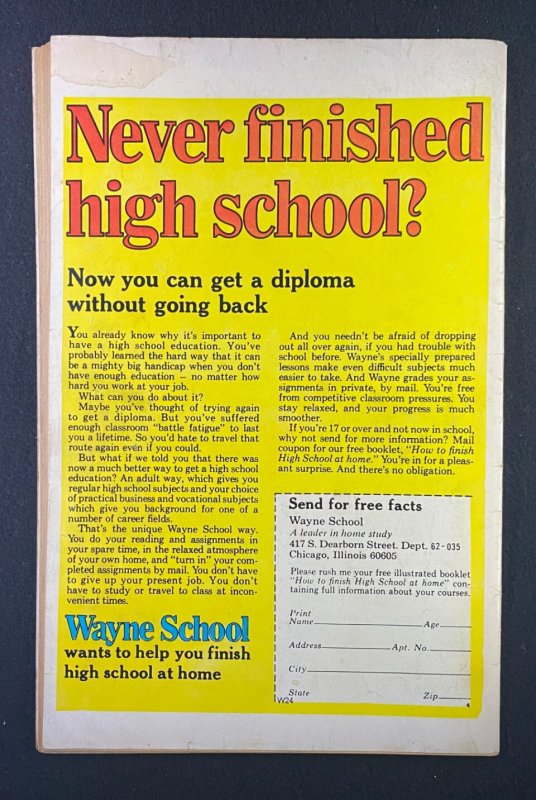 Never finished
high school?
Now you can get a diploma
without going back
You already know why it's important to
have a high school education. You've
probably learned the hard way that it can
be a mighty big handicap when you don't
have enough education — no matter how
hard you work at your job.
What can you do about it?
Maybe you've thought of trying again
to get a diploma. But you've suffered
enough classroom "battle fatigue" to last
you a lifetime. So you'd hate to travel that
route again even if you could.
But what if we told you that there was
now a much better way to get a high school
education? An adult way, which gives you
regular high school subjects and your choice
of practical business and vocational subjects
which give you background for one of a
number of career fields.
That's the unique Wayne School way.
You do your reading and assignments in
your spare time, in the relaxed atmosphere
of your own home, and "turn in" your com-
pleted assignments by mail. You don't have
to give up your present job. You don't
have to study or travel to class at incon-
venient times.
Wayne School
wants to help you finish
high school at home
And you needn't be afraid of dropping
out all over again, if you had trouble with
school before. Wayne's specially prepared
lessons make even difficult subjects much
easier to take. And Wayne grades your as-
signments in private, by mail. You're free
from competitive classroom pressures. You
stay relaxed, and your progress is much
smoother.
If you're 17 or over and not now in school,
why not send for more information? Mail
coupon for our free booklet, "How to finish
High School at home." You're in for a pleas-
ant surprise. And there's no obligation.
Send for free facts
Wayne School
A leader in home study
417 S. Dearborn Street. Dept. 62-035
Chicago, Illinois 60605
Please rush me your free illustrated booklet
"How to finish High School at home" con-
taining full information about your courses.
Print
Name Age
Address Apt. No.
City
State Zip
W24 4